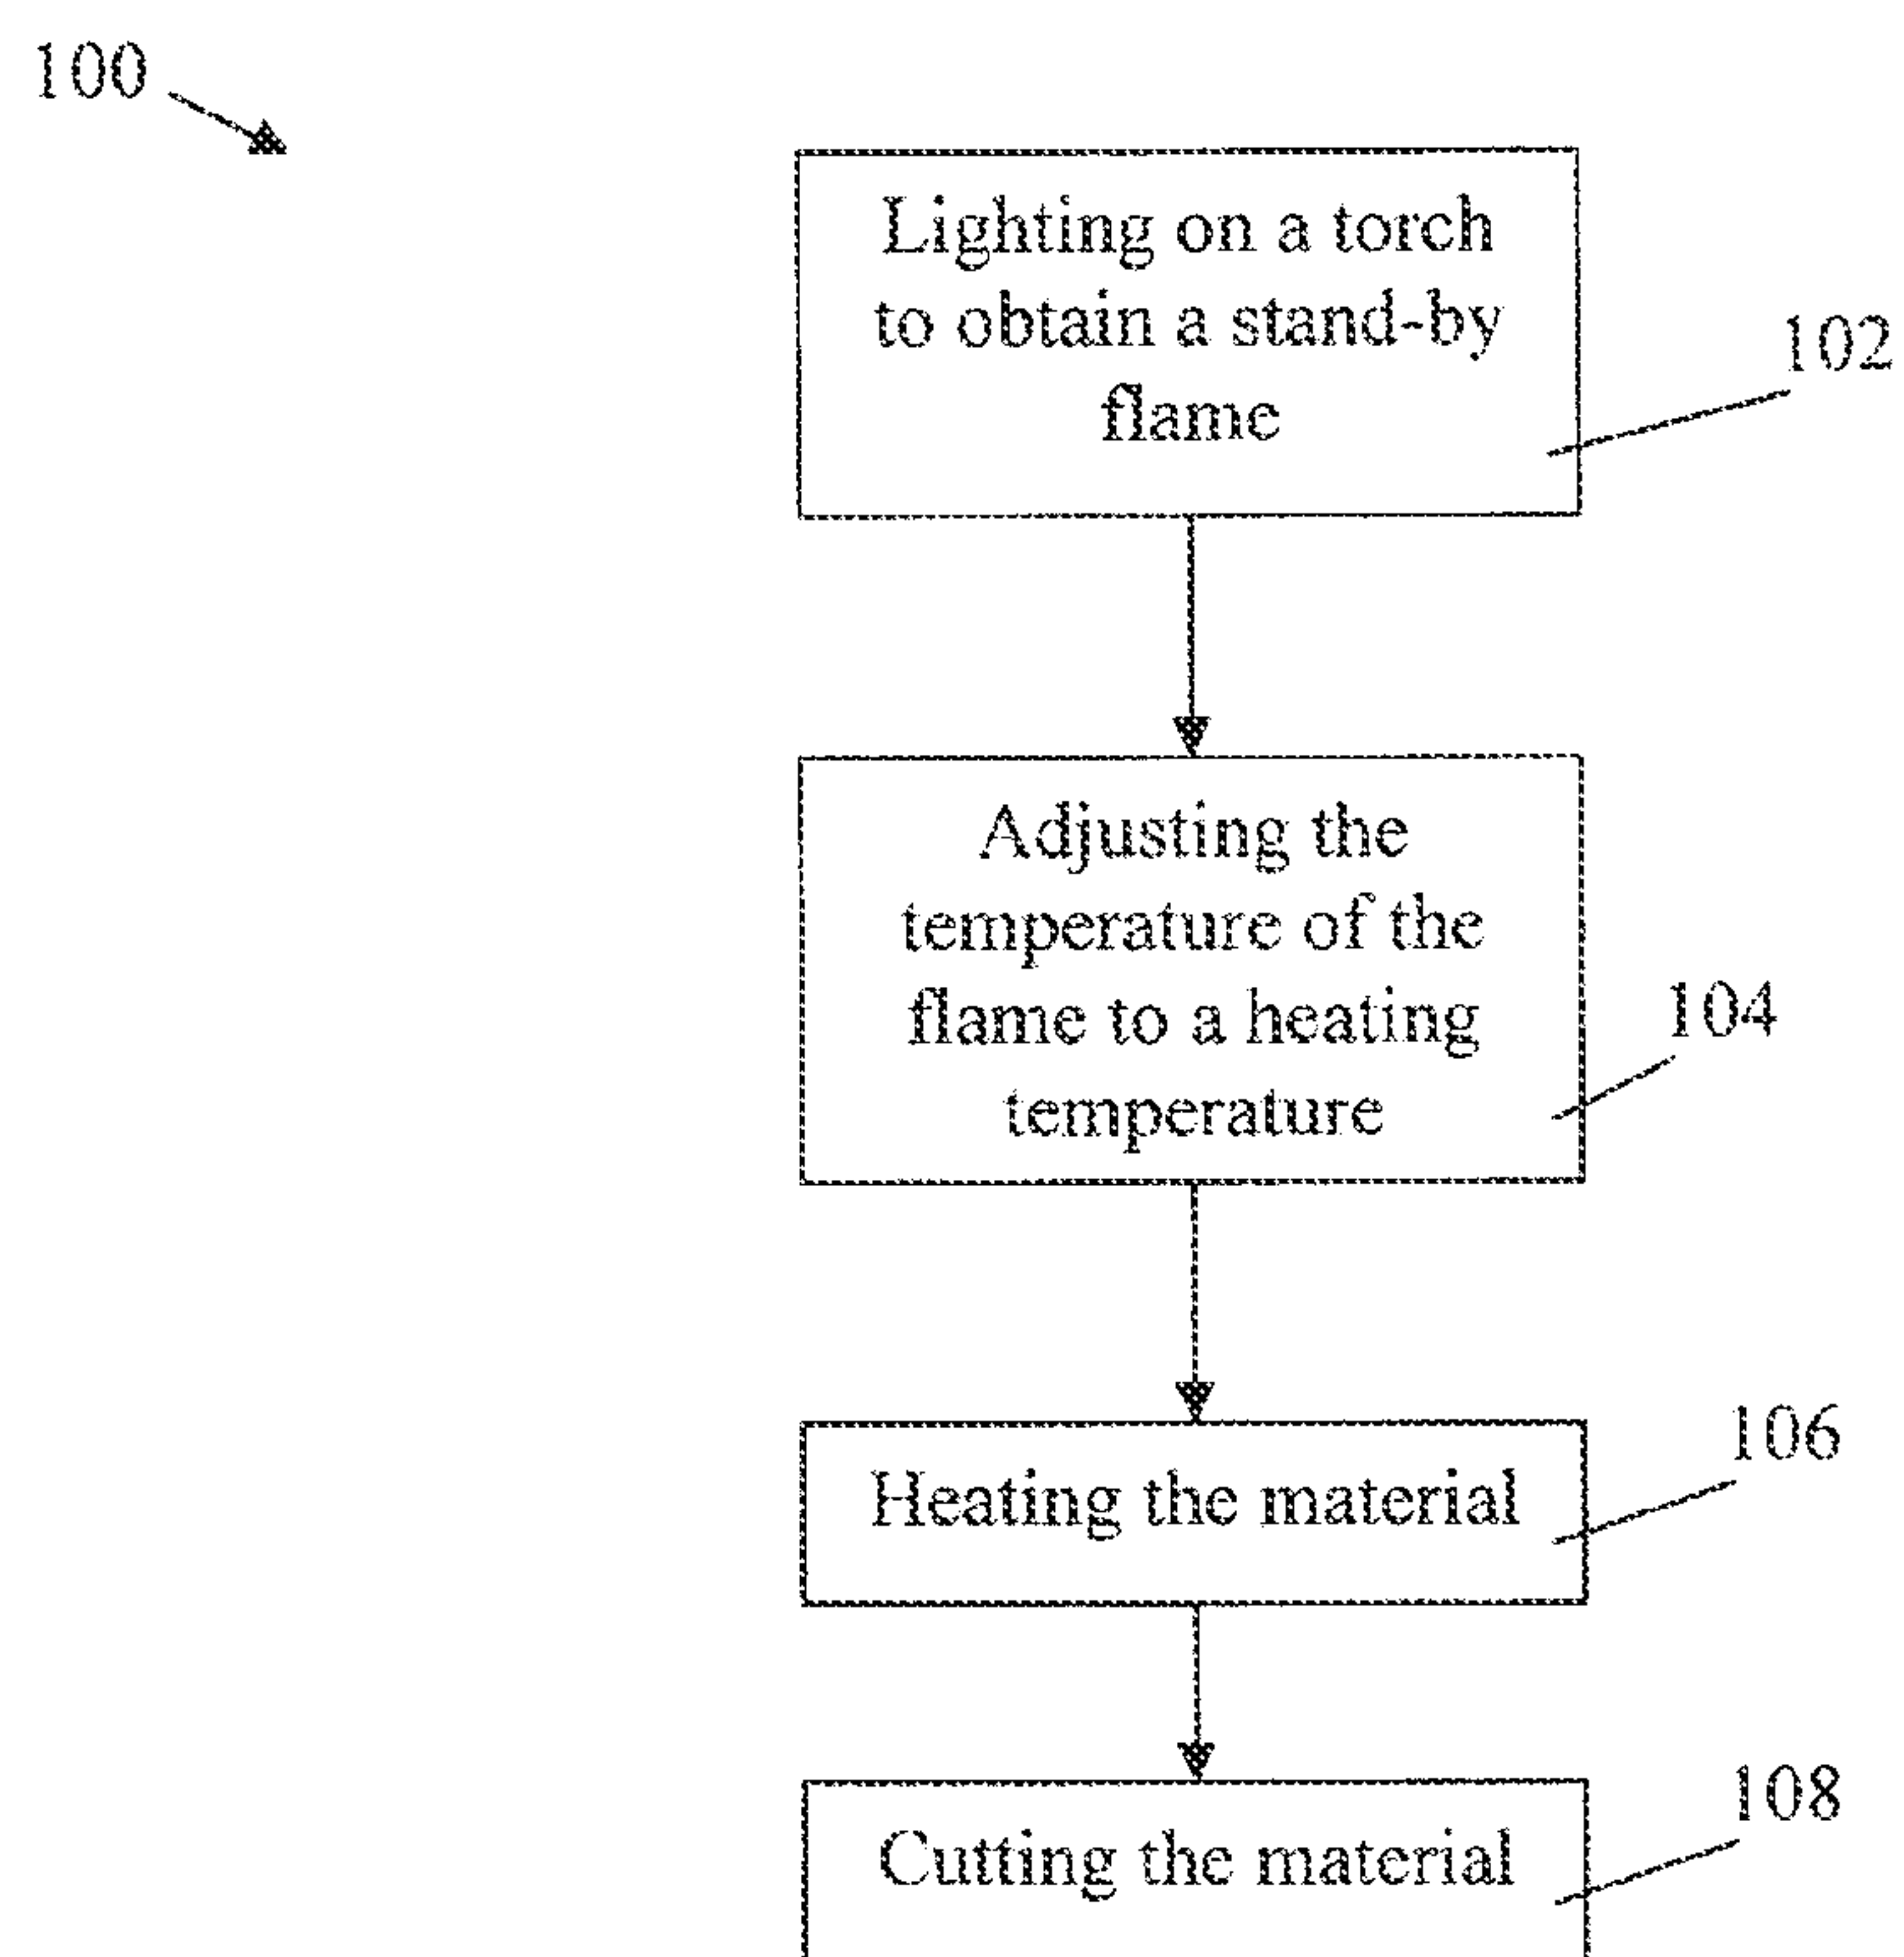 100
Lighting on a torch
to obtain a stand-by
flame
102
Adjusting the
temperature of the
flame to a heating
temperature
104
106
Heating the material
108
Cutting the material